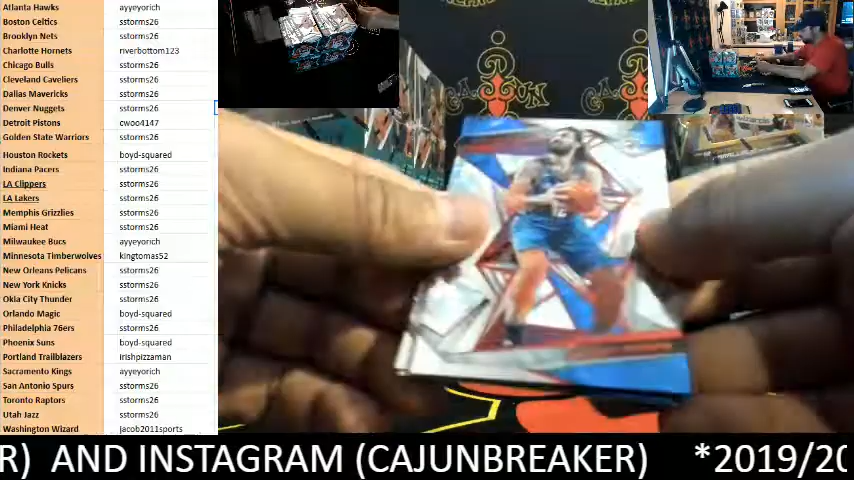 Atlanta Hawks ayyeyorich
Boston Celtics sstorms26
Brooklyn Nets sstorms26
Charlotte Hornets riverbottom123
Chicago Bulls sstorms26
Cleveland Cavaliers sstorms26
Dallas Mavericks sstorms26
Denver Nuggets sstorms26
Detroit Pistons cwoo4147
Golden State Warriors sstorms26
Houston Rockets boyd-squared
Indiana Pacers sstorms26
LA Clippers sstorms26
LA Lakers sstorms26
Memphis Grizzlies sstorms26
Miami Heat sstorms26
Milwaukee Bucs ayyeyorich
Minnesota Timberwolves kingtomas52
New Orleans Pelicans sstorms26
New York Knicks sstorms26
Okla City Thunder sstorms26
Orlando Magic boyd-squared
Philadelphia 76ers sstorms26
Phoenix Suns boyd-squared
Portland Trailblazers irishpizzaman
Sacramento Kings ayyeyorich
San Antonio Spurs sstorms26
Toronto Raptors sstorms26
Utah Jazz sstorms26
Washington Wizard jacob2011sports
R) AND INSTAGRAM (CAJUNBREAKER) *2019/20